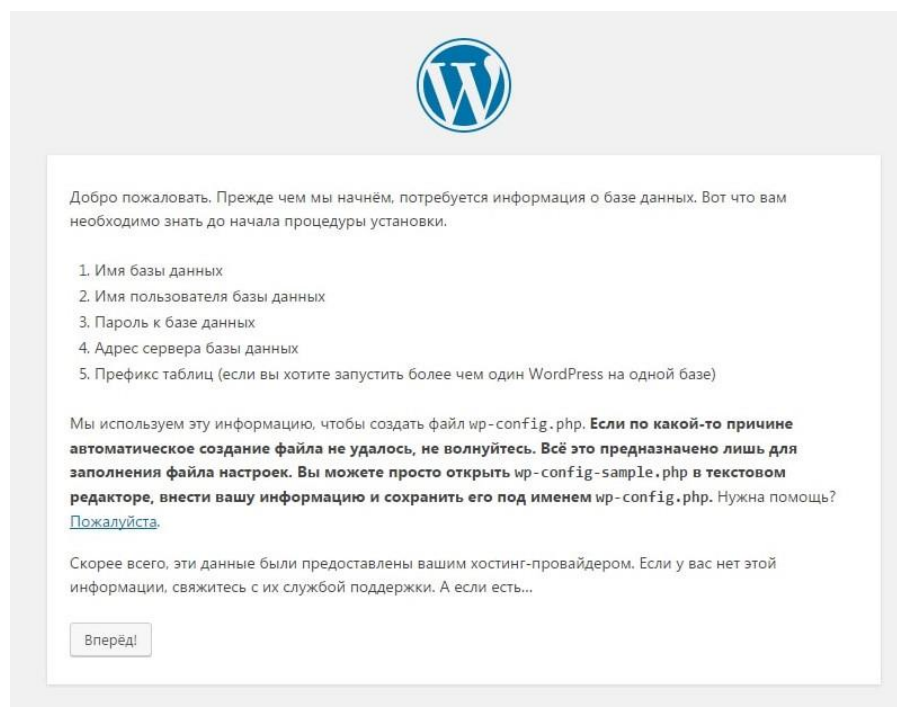 Добро пожаловать. Прежде чем мы начнём, потребуется информация о базе данных. Вот что вам
необходимо знать до начала процедуры установки.
1. Имя базы данных
2. Имя пользователя базы данных
3. Пароль к базе данных
4. Адрес сервера базы данных
5. Префикс таблиц (если вы хотите запустить более чем один WordPress на одной базе)
Мы используем эту информацию, чтобы создать файл wp-config.php. Если по какой-то причине
автоматическое создание файла не удалось, не волнуйтесь. Всё это предназначено лишь для
заполнения файла настроек. Вы можете просто открыть wp-config-sample.php в текстовом
редакторе, внести вашу информацию и сохранить его под именем wp-config.php. Нужна помощь?
Пожалуйста.
Скорее всего, эти данные были предоставлены вашим хостинг-провайдером. Если у вас нет этой
информации, свяжитесь с их службой поддержки. А если есть...
Вперёд!